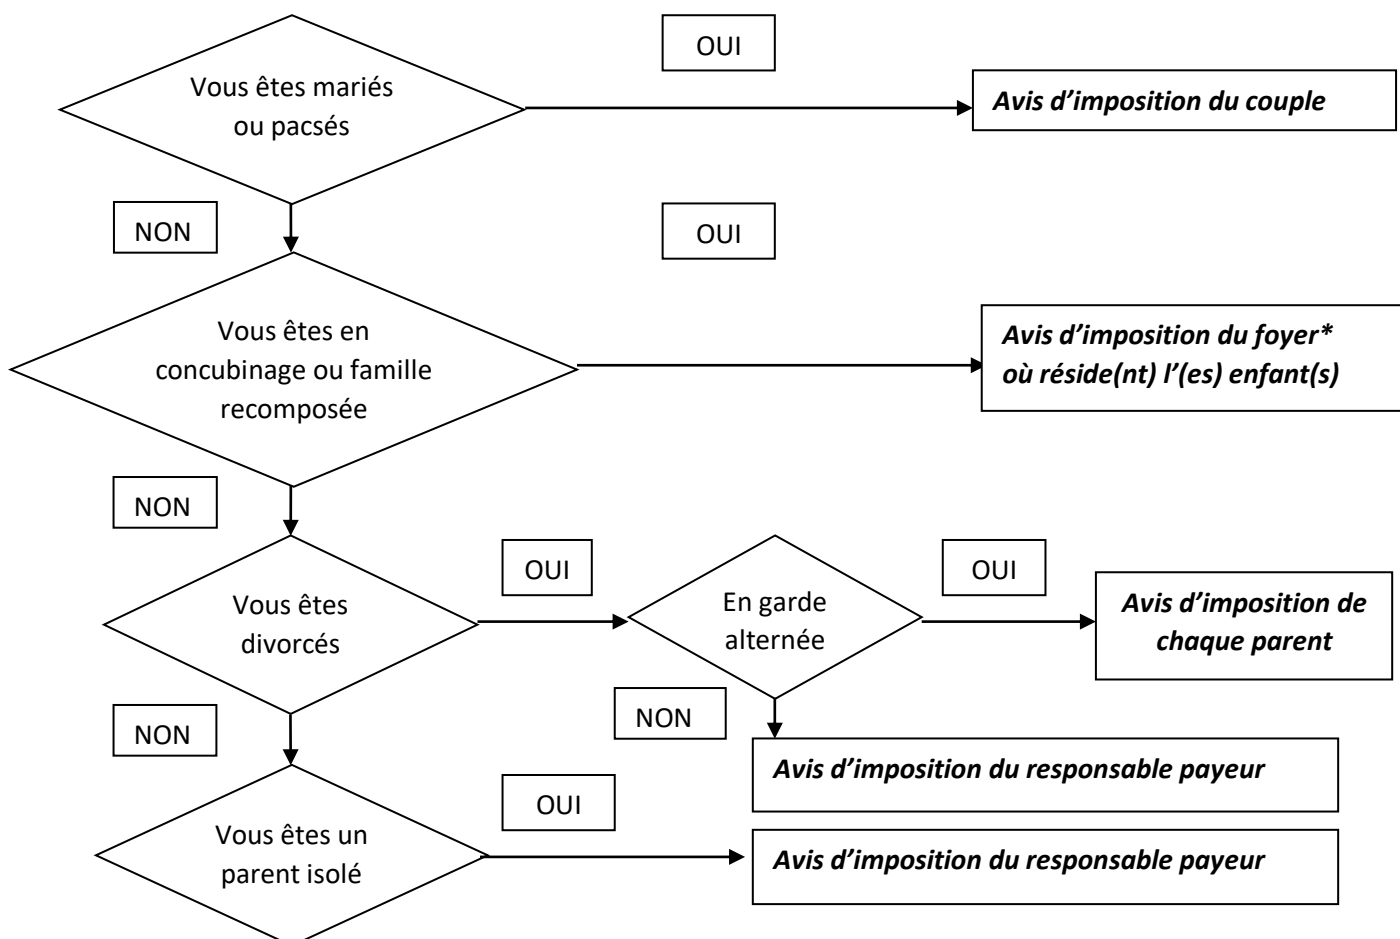 OUI
Vous êtes mariés
ou pacsés
Avis d’imposition du couple
NON
OUI
Vous êtes en
concubinage ou famille
recomposée
Avis d’imposition du foyer*
où réside(nt) l’(es) enfant(s)
NON
OUI
OUI
Vous êtes
divorcés
En garde
alternée
Avis d’imposition de
chaque parent
NON
NON
Avis d’imposition du responsable payeur
OUI
Vous êtes un
parent isolé
Avis d’imposition du responsable payeur